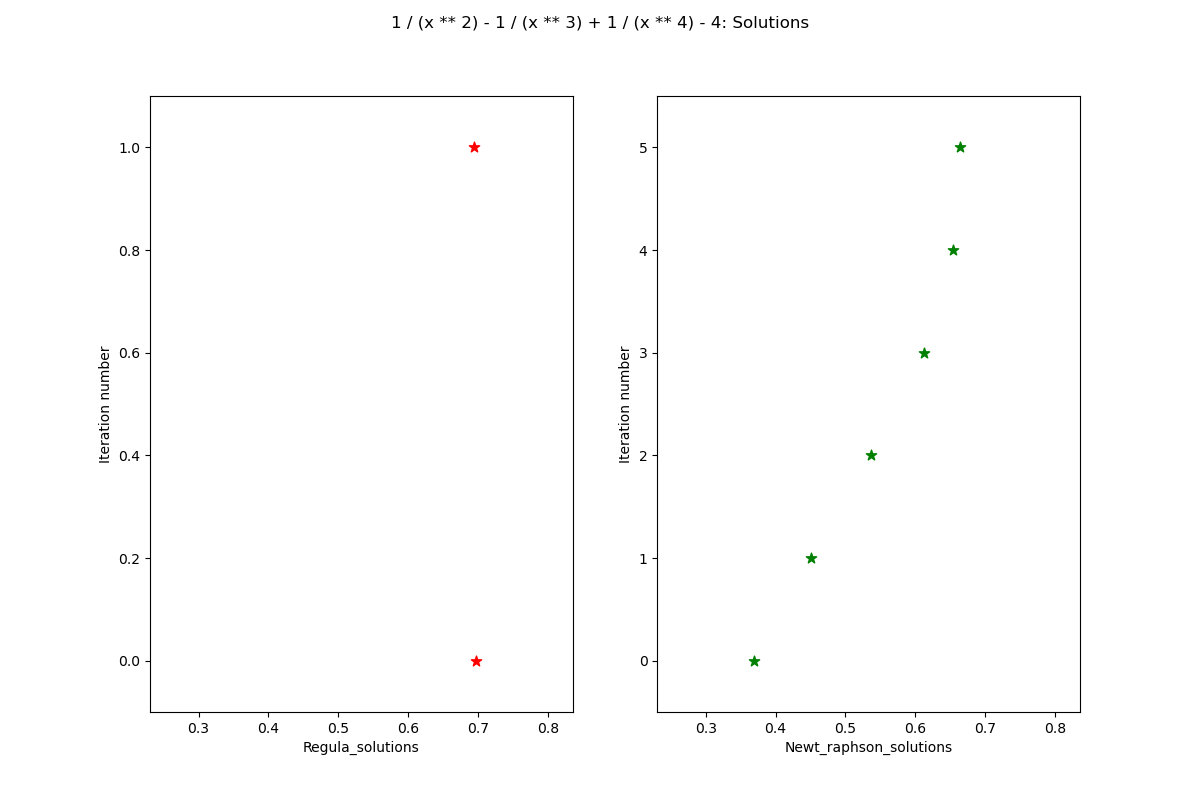 1 / (x ** 2) - 1 / (x ** 3) + 1 / (x ** 4) - 4: Solutions
1.0
0.8
0.6
0.4
0.2
0.0
Iteration number
0.3 0.4 0.5 0.6 0.7 0.8
Regula_solutions
5
4
3
2
1
0
Iteration number
0.3 0.4 0.5 0.6 0.7 0.8
Newt_raphson_solutions